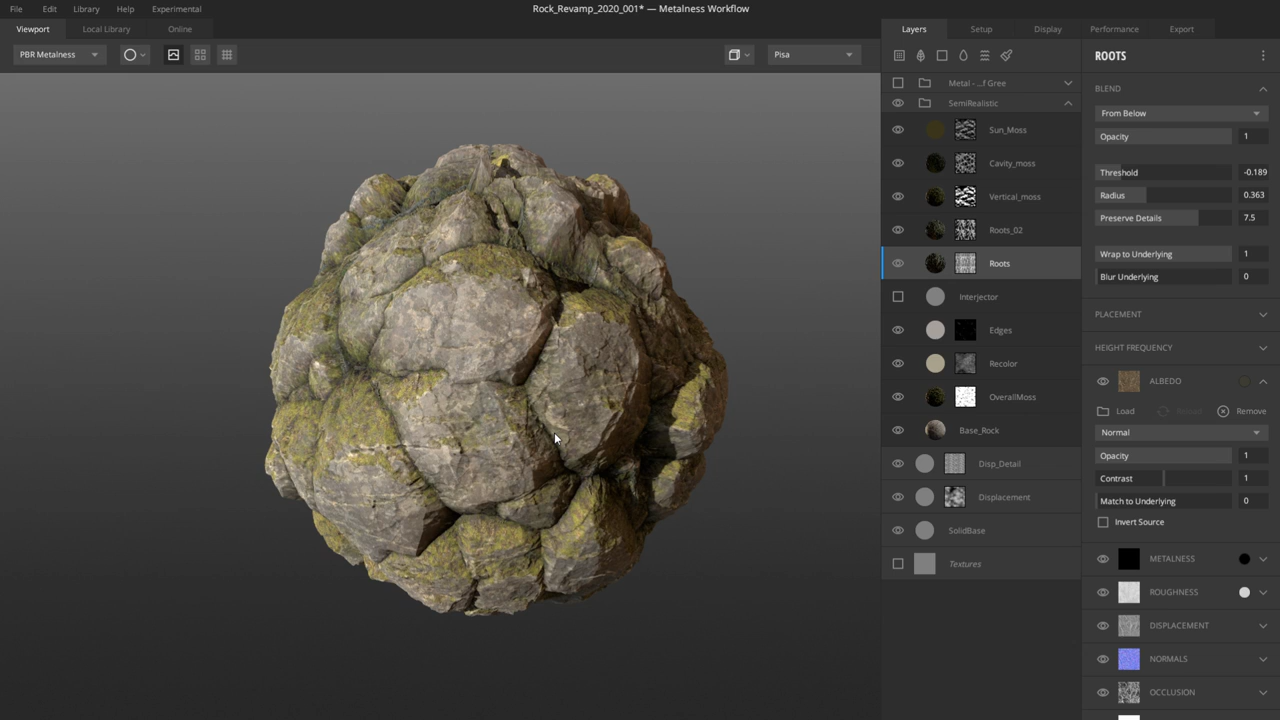 File Edit Library Help Experimental
Rock_Revamp_2020_001* — Metalness Workflow
Viewport Local Library Online
PBR Metalness
Pisa
Layers Setup Display Performance Export
Metal - ...f Gree
SemiRealistic
Sun_Moss
Cavity_moss
Vertical_moss
Roots_02
Roots
Interjector
Edges
Recolor
OverallMoss
Base_Rock
Disp_Detail
Displacement
SolidBase
Textures
ROOTS
BLEND
From Below
Opacity 1
Threshold -0.189
Radius 0.363
Preserve Details 7.5
Wrap to Underlying 1
Blur Underlying 0
PLACEMENT
HEIGHT FREQUENCY
ALBEDO
Load Reload Remove
Normal
Opacity 1
Contrast 1
Match to Underlying 0
Invert Source
METALNESS
ROUGHNESS
DISPLACEMENT
NORMALS
OCCLUSION